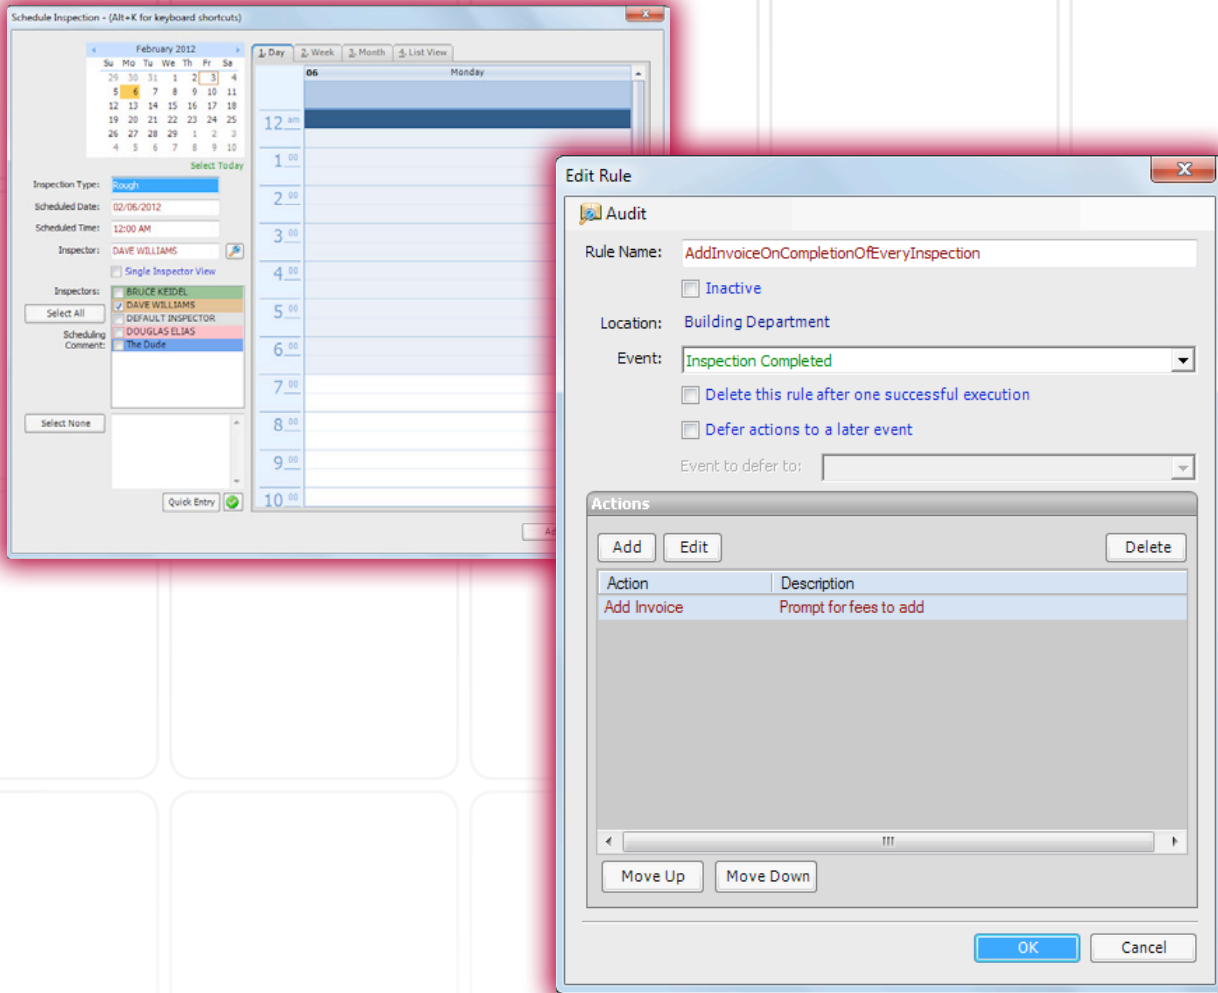 Schedule Inspection - (Alt+K for keyboard shortcuts)
February 2012
Su Mo Tu We Th Fr Sa
29 30 31 1 2 3 4
5 6 7 8 9 10 11
12 13 14 15 16 17 18
19 20 21 22 23 24 25
26 27 28 29 1 2 3
4 5 6 7 8 9 10
Select Today
Inspection Type: Rough
Scheduled Date: 02/06/2012
Scheduled Time: 12:00 AM
Inspector: DAVE WILLIAMS
Single Inspector View
Inspectors:
BRUCE KEIDEL
DAVE WILLIAMS
DEFAULT INSPECTOR
DOUGLAS ELIAS
The Dude
Select All
Scheduling
Comment:
Select None
Quick Entry
1. Day 2. Week 3. Month 4. List View
06 Monday
12 am
1 00
2 00
3 00
4 00
5 00
6 00
7 00
8 00
9 00
10 00
Edit Rule
Audit
Rule Name: AddInvoiceOnCompletionOfEveryInspection
Inactive
Location: Building Department
Event: Inspection Completed
Delete this rule after one successful execution
Defer actions to a later event
Event to defer to:
Actions
Add Edit Delete
Action Description
Add Invoice Prompt for fees to add
Move Up Move Down
OK Cancel